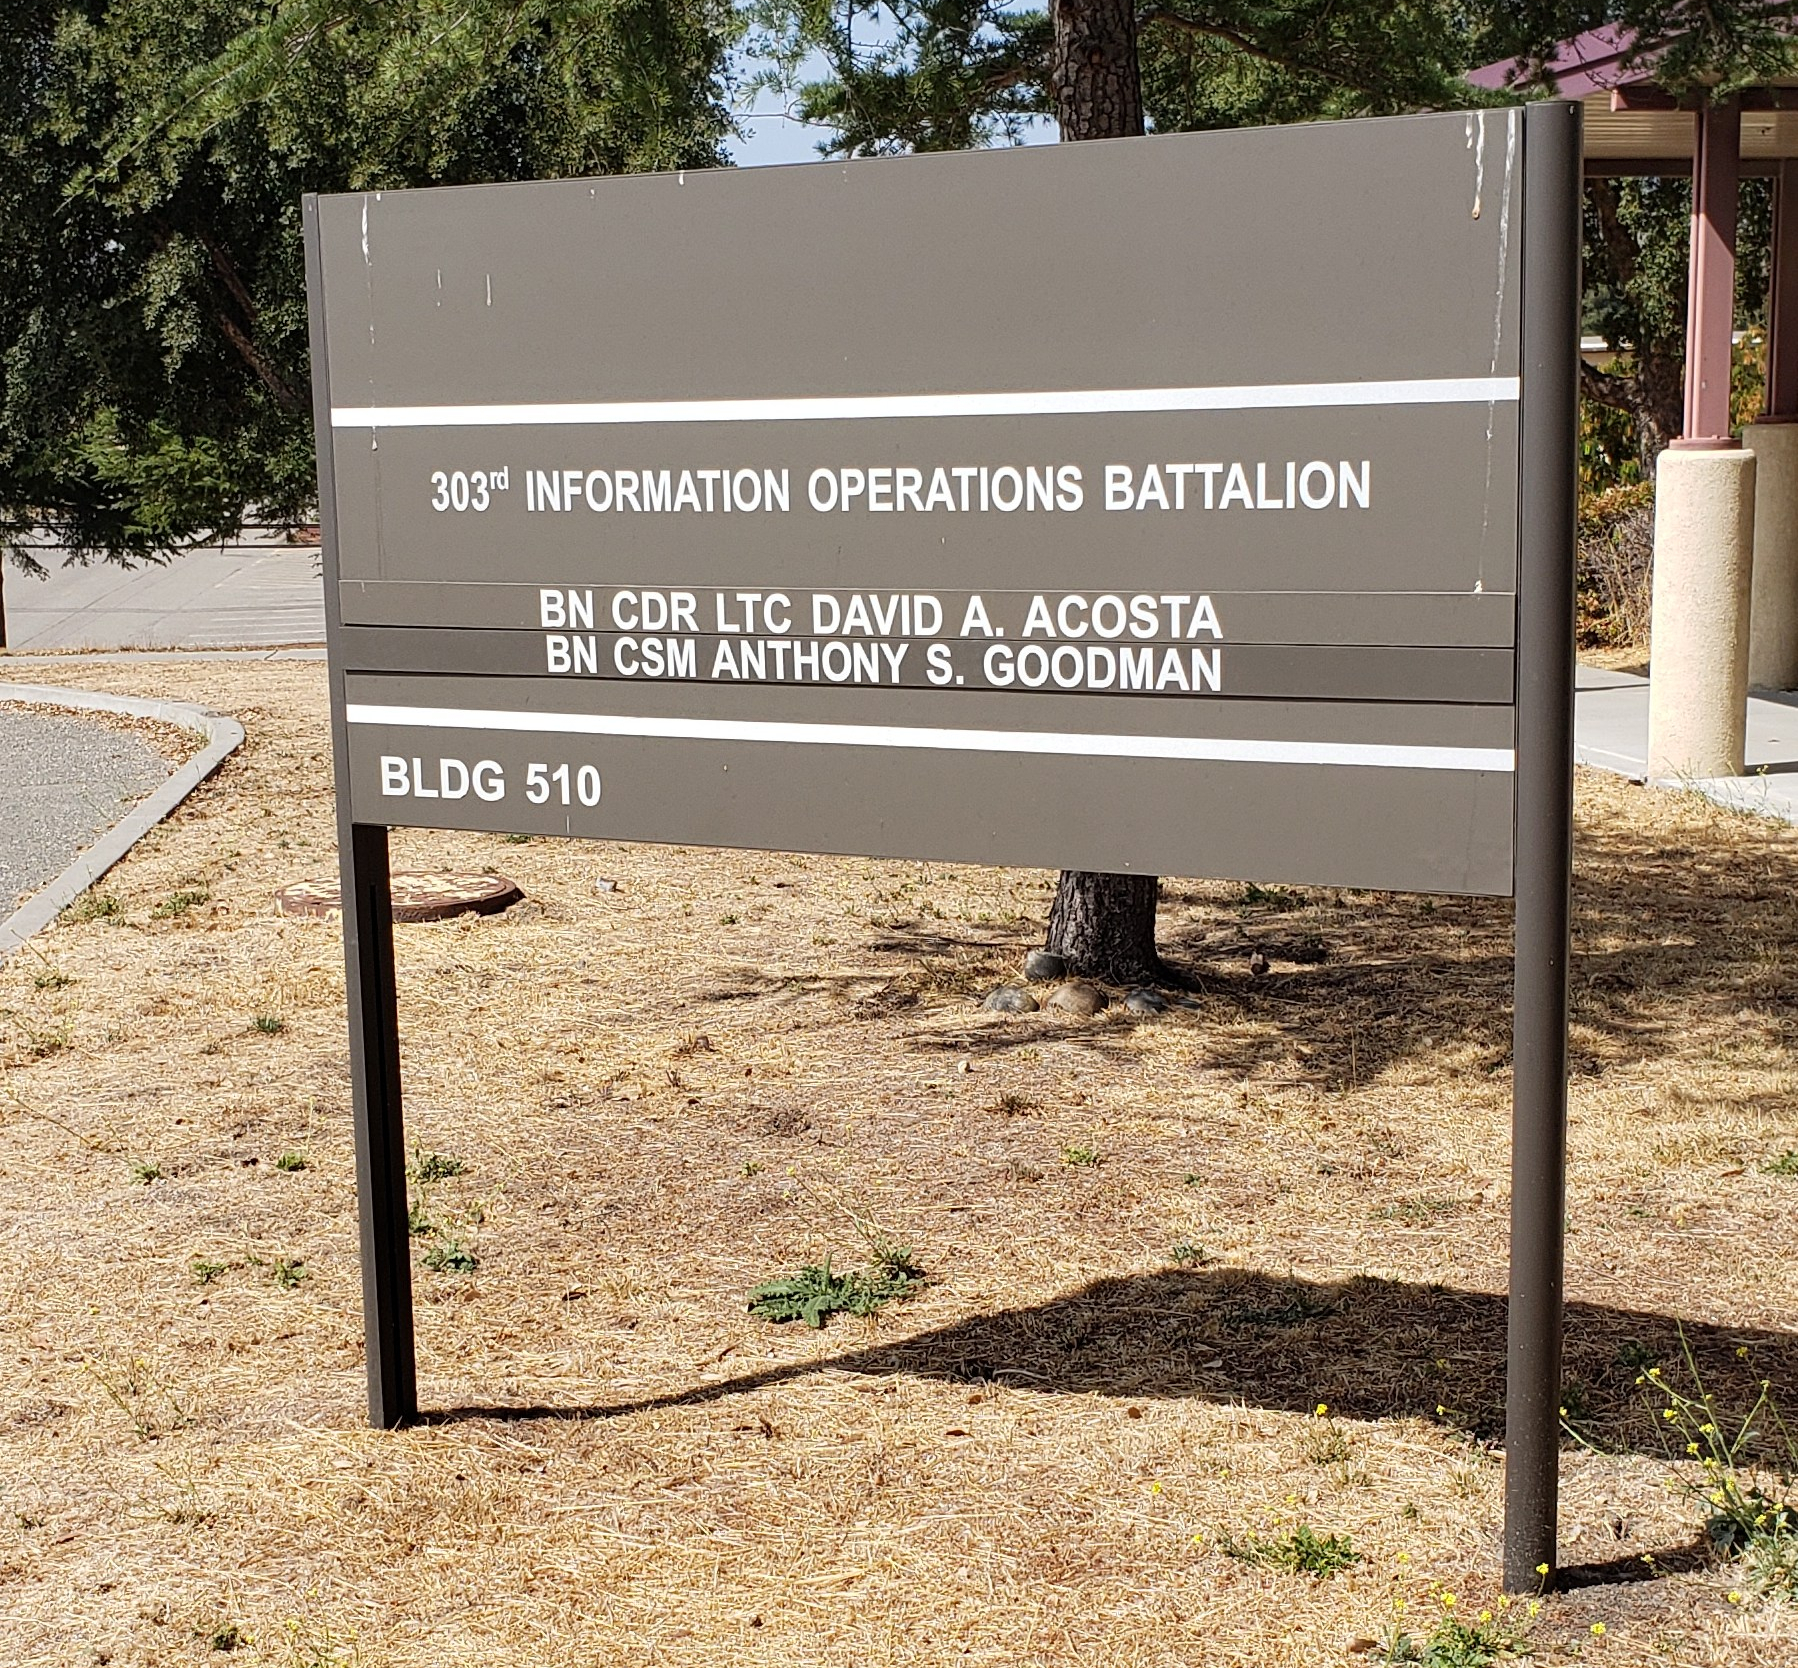 303rd INFORMATION OPERATIONS BATTALION
BN CDR LTC DAVID A. ACOSTA
BN CSM ANTHONY S. GOODMAN
BLDG 510